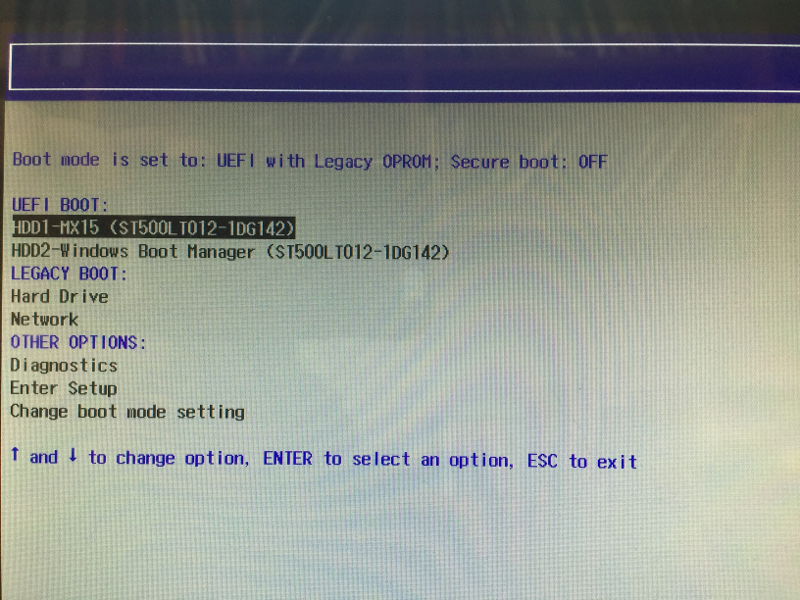 Boot mode is set to: UEFI with Legacy OPROM; Secure boot: OFF
UEFI BOOT:
HDD1-MX15 (ST500LT012-1DG142)
HDD2-Windows Boot Manager (ST500LT012-1DG142)
LEGACY BOOT:
Hard Drive
Network
OTHER OPTIONS:
Diagnostics
Enter Setup
Change boot mode setting
↑ and ↓ to change option, ENTER to select an option, ESC to exit